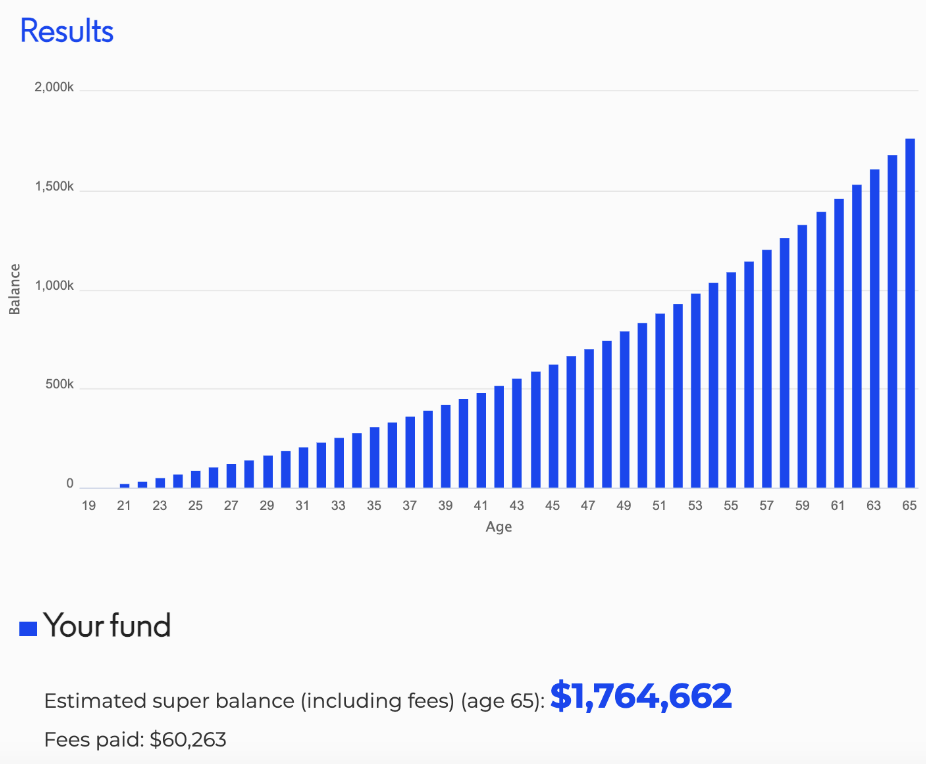 Results
2,000k
1,500k
1,000k
500k
0
Balance
19 21 23 25 27 29 31 33 35 37 39 41 43 45 47 49 51 53 55 57 59 61 63 65
Age
Your fund
Estimated super balance (including fees) (age 65): $1,764,662
Fees paid: $60,263